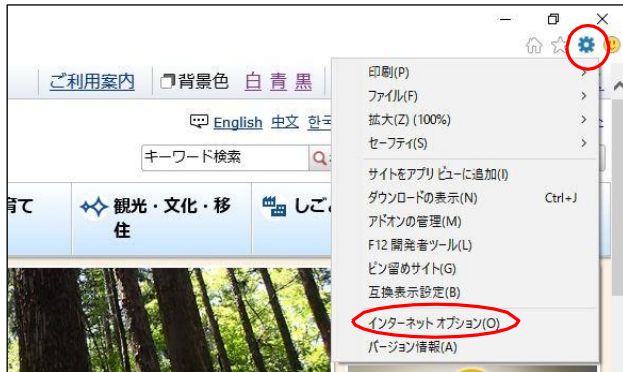 ご利用案内 背景色 白 青 黒
English 中文
キーワード検索
育て
観光・文化・移住
しご
印刷(P)
ファイル(F)
拡大(Z) (100%)
セーフティ(S)
サイトをアプリ ビューに追加(I)
ダウンロードの表示(N) Ctrl+J
アドオンの管理(M)
F12 開発者ツール(L)
ピン留めサイト(G)
互換表示設定(B)
インターネット オプション(O)
バージョン情報(A)